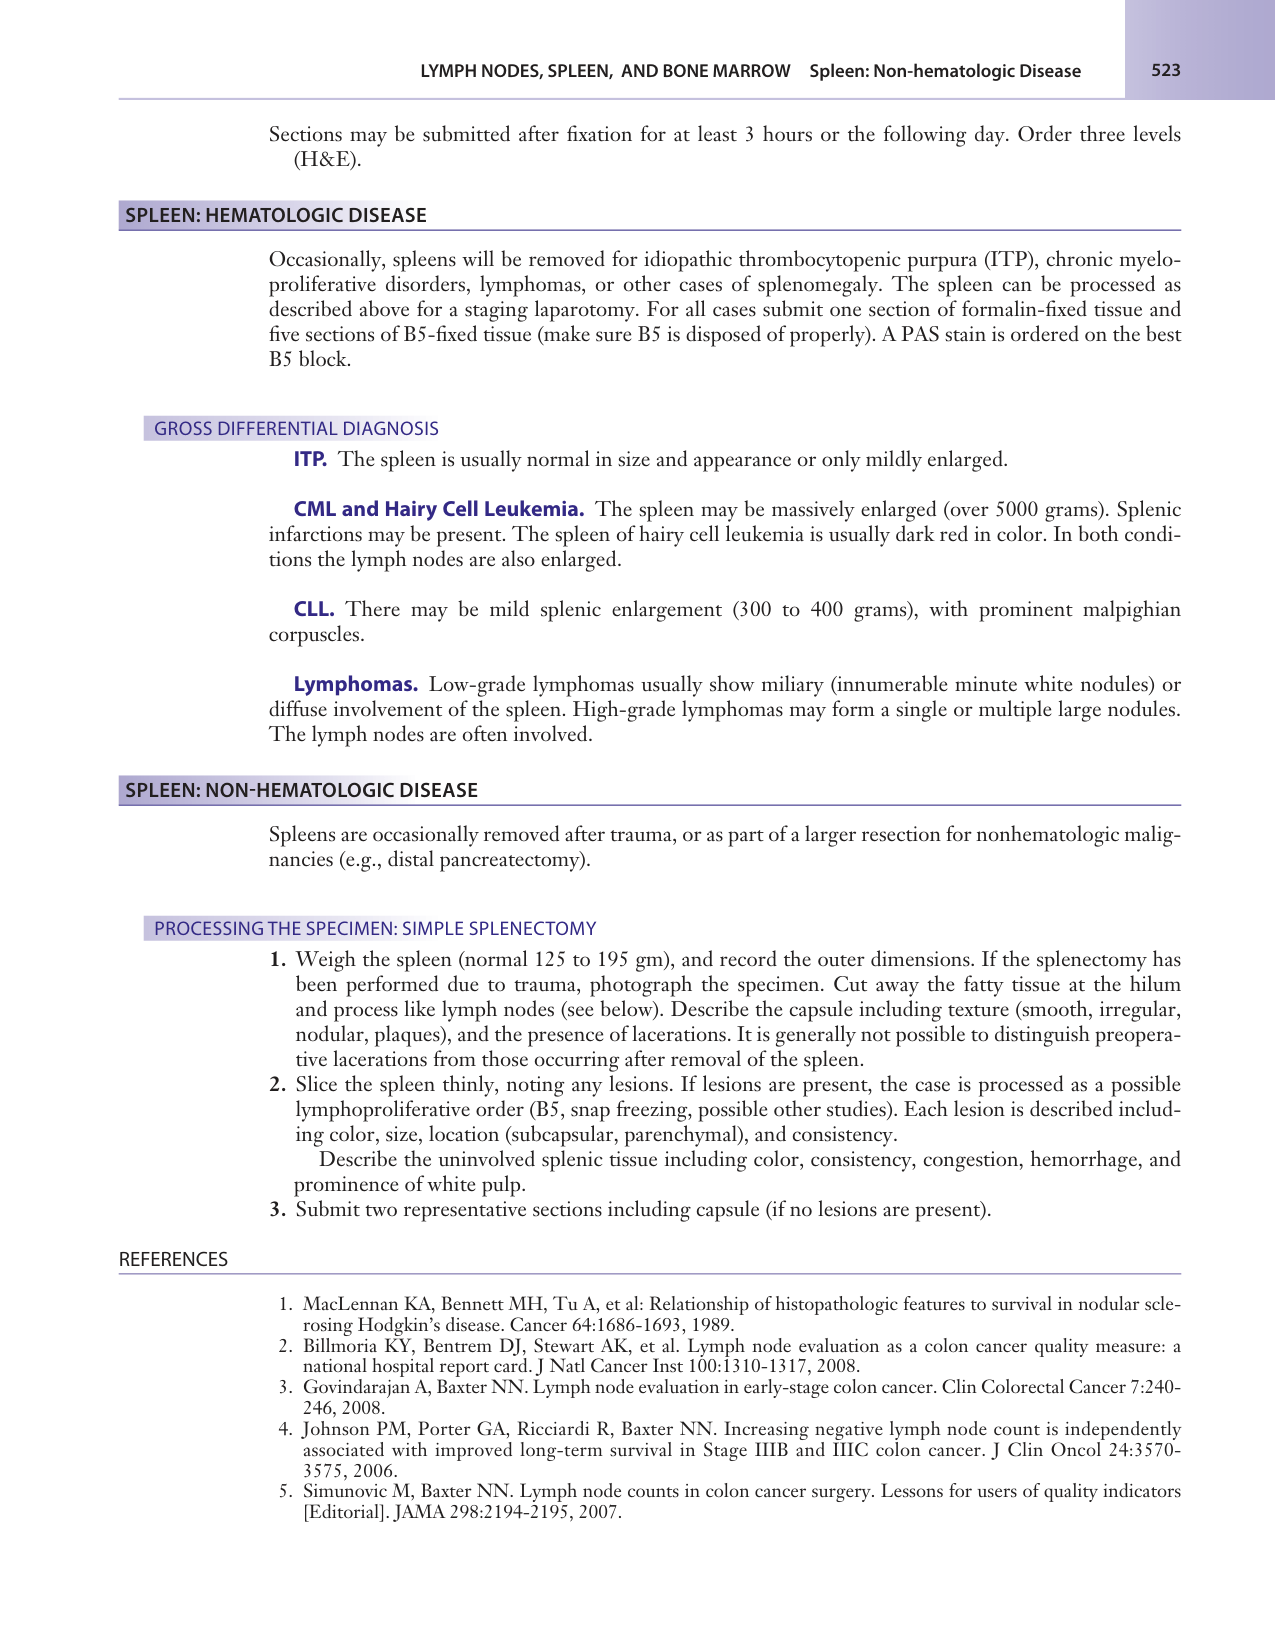 LYMPH NODES, SPLEEN, AND BONE MARROW Spleen: Non-hematologic Disease 523
Sections may be submitted after fixation for at least 3 hours or the following day. Order three levels
(H&E).
SPLEEN: HEMATOLOGIC DISEASE
Occasionally, spleens will be removed for idiopathic thrombocytopenic purpura (ITP), chronic myelo-
proliferative disorders, lymphomas, or other cases of splenomegaly. The spleen can be processed as
described above for a staging laparotomy. For all cases submit one section of formalin-fixed tissue and
five sections of B5-fixed tissue (make sure B5 is disposed of properly). A PAS stain is ordered on the best
B5 block.
GROSS DIFFERENTIAL DIAGNOSIS
ITP. The spleen is usually normal in size and appearance or only mildly enlarged.
CML and Hairy Cell Leukemia. The spleen may be massively enlarged (over 5000 grams). Splenic
infarctions may be present. The spleen of hairy cell leukemia is usually dark red in color. In both condi-
tions the lymph nodes are also enlarged.
CLL. There may be mild splenic enlargement (300 to 400 grams), with prominent malpighian
corpuscles.
Lymphomas. Low-grade lymphomas usually show miliary (innumerable minute white nodules) or
diffuse involvement of the spleen. High-grade lymphomas may form a single or multiple large nodules.
The lymph nodes are often involved.
SPLEEN: NON-HEMATOLOGIC DISEASE
Spleens are occasionally removed after trauma, or as part of a larger resection for nonhematologic malig-
nancies (e.g., distal pancreatectomy).
PROCESSING THE SPECIMEN: SIMPLE SPLENECTOMY
1. Weigh the spleen (normal 125 to 195 gm), and record the outer dimensions. If the splenectomy has
been performed due to trauma, photograph the specimen. Cut away the fatty tissue at the hilum
and process like lymph nodes (see below). Describe the capsule including texture (smooth, irregular,
nodular, plaques), and the presence of lacerations. It is generally not possible to distinguish preopera-
tive lacerations from those occurring after removal of the spleen.
2. Slice the spleen thinly, noting any lesions. If lesions are present, the case is processed as a possible
lymphoproliferative order (B5, snap freezing, possible other studies). Each lesion is described includ-
ing color, size, location (subcapsular, parenchymal), and consistency.
Describe the uninvolved splenic tissue including color, consistency, congestion, hemorrhage, and
prominence of white pulp.
3. Submit two representative sections including capsule (if no lesions are present).
REFERENCES
1. MacLennan KA, Bennett MH, Tu A, et al: Relationship of histopathologic features to survival in nodular scle-
rosing Hodgkin's disease. Cancer 64:1686-1693, 1989.
2. Billmoria KY, Bentrem DJ, Stewart AK, et al. Lymph node evaluation as a colon cancer quality measure: a
national hospital report card. J Natl Cancer Inst 100:1310-1317, 2008.
3. Govindarajan A, Baxter NN. Lymph node evaluation in early-stage colon cancer. Clin Colorectal Cancer 7:240-
246, 2008.
4. Johnson PM, Porter GA, Ricciardi R, Baxter NN. Increasing negative lymph node count is independently
associated with improved long-term survival in Stage IIIB and IIIC colon cancer. J Clin Oncol 24:3570-
3575, 2006.
5. Simunovic M, Baxter NN. Lymph node counts in colon cancer surgery. Lessons for users of quality indicators
[Editorial]. JAMA 298:2194-2195, 2007.